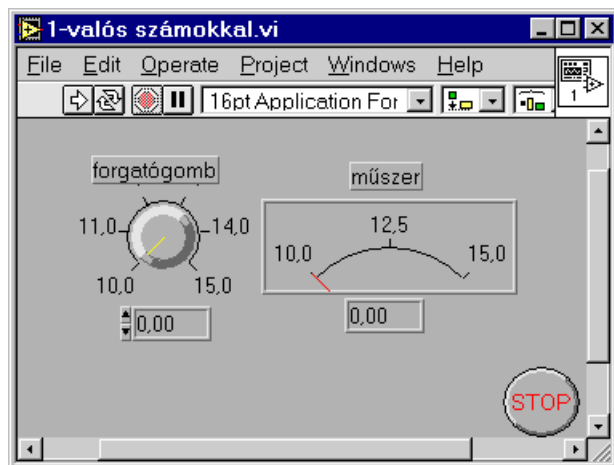 1-valós számokkal.vi
File Edit Operate Project Windows Help
16pt Application For
1
forgatógomb
műszer
11,0 14,0
10,0 15,0
12,5
10,0 15,0
0,00
0,00
STOP